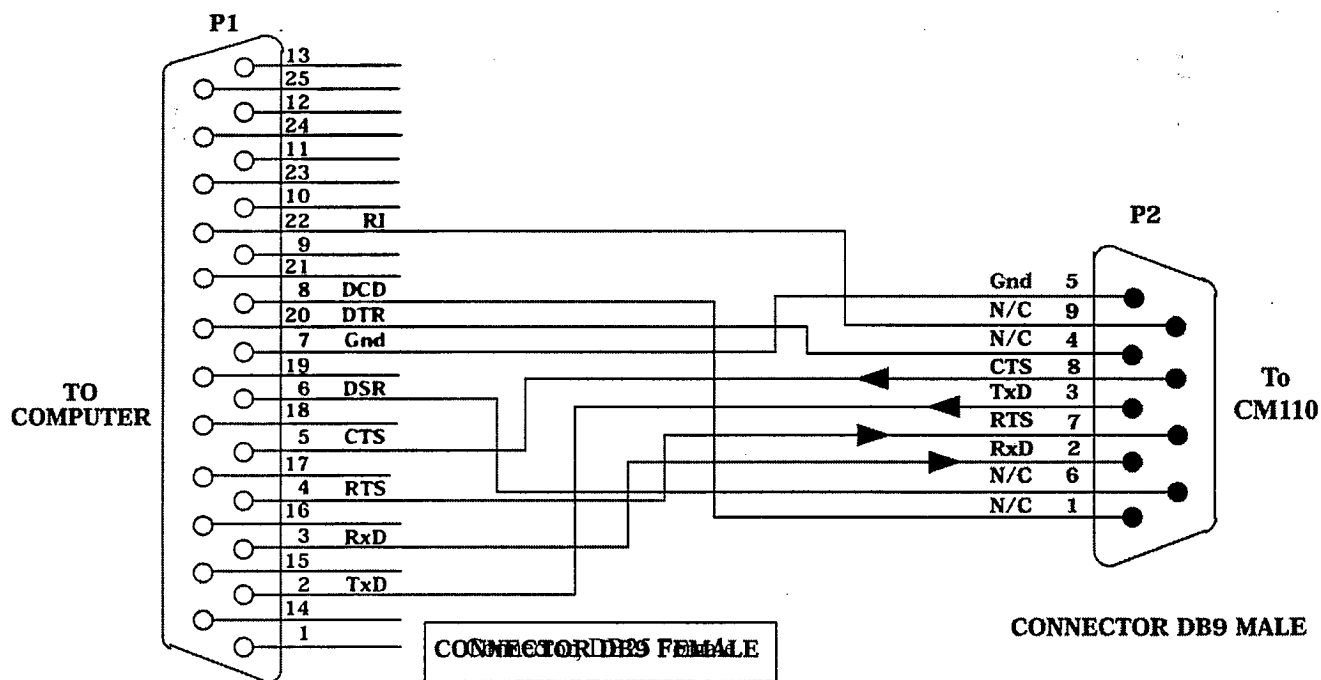 P1
13
25
12
24
11
23
10
22 RI
9
21
8 DCD
20 DTR
7 Gnd
19
6 DSR
18
5 CTS
17
4 RTS
16
3 RxD
15
2 TxD
14
1
TO
COMPUTER
P2
Gnd 5
N/C 9
N/C 4
CTS 8
TxD 3
RTS 7
RxD 2
N/C 6
N/C 1
To
CM110
CONNECTOR DB9 MALE
CONNECTOR DB9 FEMALE